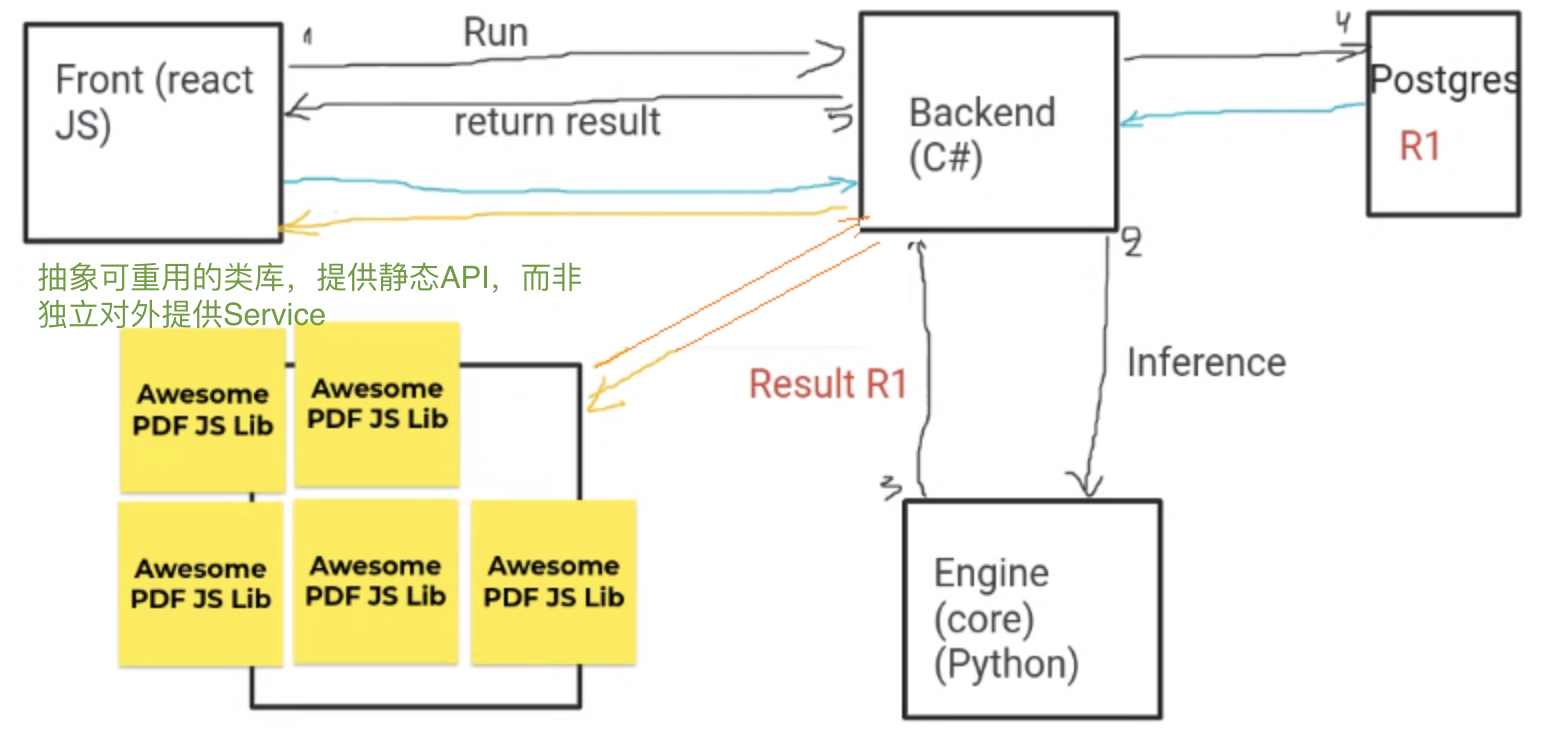 1
Run
4
Front (react
JS)
Postgres
R1
return result
5
Backend
(C#)
2
抽象可重用的类库，提供静态API，而非
独立对外提供Service
Awesome
PDF JS Lib
Awesome
PDF JS Lib
Result R1
Inference
3
Awesome
PDF JS Lib
Awesome
PDF JS Lib
Awesome
PDF JS Lib
Engine
(core)
(Python)